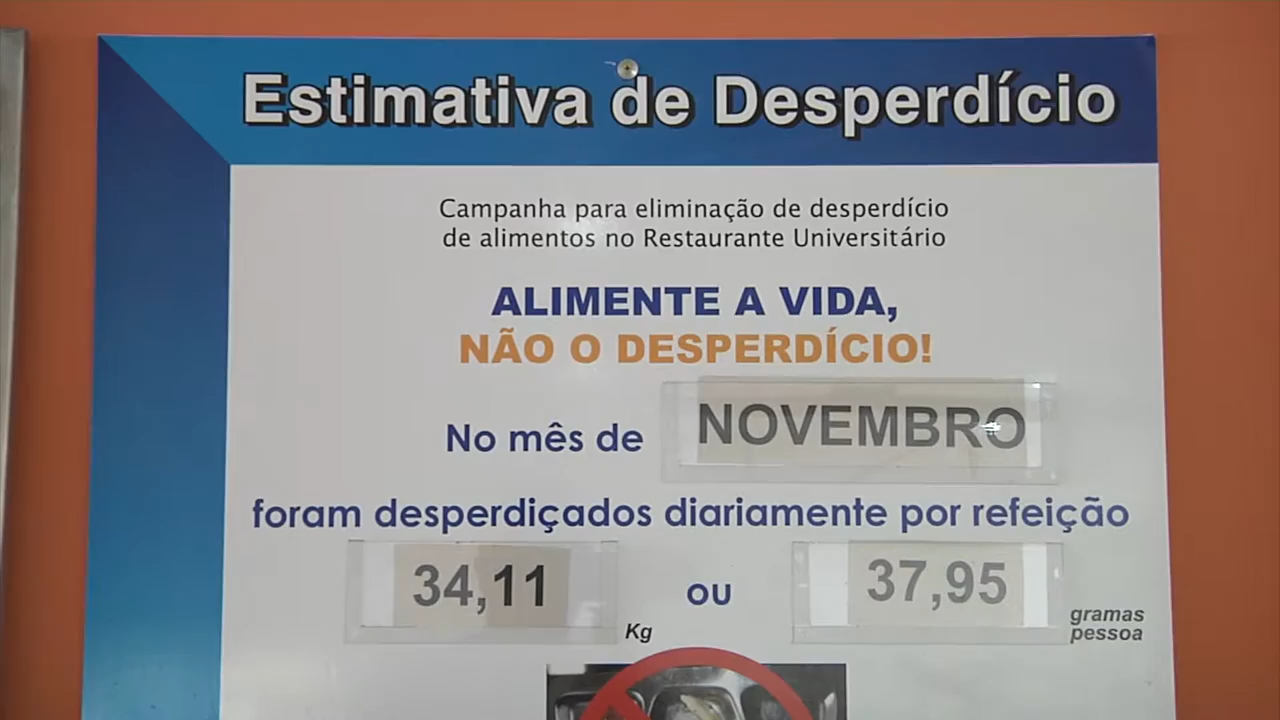 Estimativa de Desperdício
Campanha para eliminação de desperdício
de alimentos no Restaurante Universitário
ALIMENTE A VIDA,
NÃO O DESPERDÍCIO!
No mês de NOVEMBRO
foram desperdiçados diariamente por refeição
34,11 Kg ou 37,95 gramas
pessoa